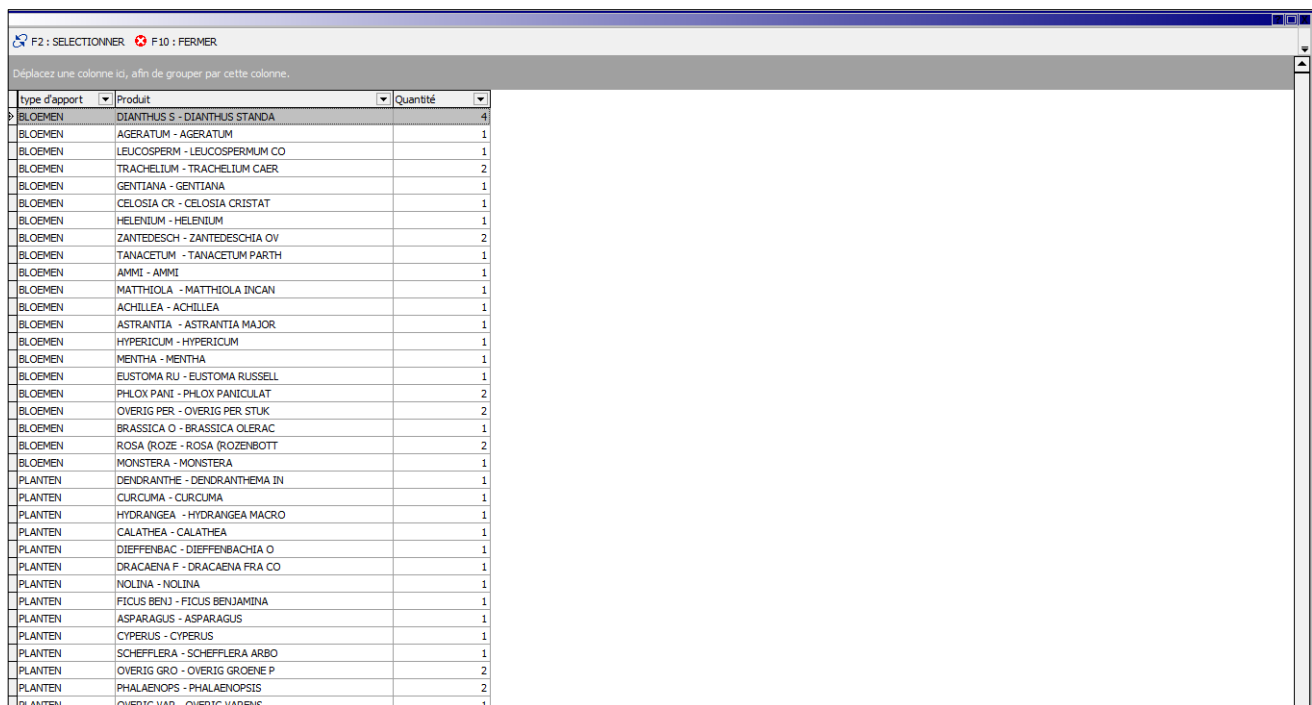 F2 : SELECTIONNER F10 : FERMER
Déplacez une colonne ici, afin de grouper par cette colonne.
type d'apport Produit Quantité
BLOEMEN DIANTHUS S - DIANTHUS STANDA 4
BLOEMEN AGERATUM - AGERATUM 1
BLOEMEN LEUCOSPERM - LEUCOSPERMUM CO 1
BLOEMEN TRACHELIUM - TRACHELIUM CAER 2
BLOEMEN GENTIANA - GENTIANA 1
BLOEMEN CELOSIA CR - CELOSIA CRISTAT 1
BLOEMEN HELENIUM - HELENIUM 1
BLOEMEN ZANTEDESCH - ZANTEDESCHIA OV 2
BLOEMEN TANACETUM - TANACETUM PARTH 1
BLOEMEN AMMI - AMMI 1
BLOEMEN MATTHIOLA - MATTHIOLA INCAN 1
BLOEMEN ACHILLEA - ACHILLEA 1
BLOEMEN ASTRANTIA - ASTRANTIA MAJOR 1
BLOEMEN HYPERICUM - HYPERICUM 1
BLOEMEN MENTHA - MENTHA 1
BLOEMEN EUSTOMA RU - EUSTOMA RUSSELL 1
BLOEMEN PHLOX PANI - PHLOX PANICULAT 2
BLOEMEN OVERIG PER - OVERIG PER STUK 2
BLOEMEN BRASSICA O - BRASSICA OLERAC 1
BLOEMEN ROSA (ROZE - ROSA (ROZENBOTT 2
BLOEMEN MONSTERA - MONSTERA 1
PLANTEN DENDRANTHE - DENDRANTHEMA IN 1
PLANTEN CURCUMA - CURCUMA 1
PLANTEN HYDRANGEA - HYDRANGEA MACRO 1
PLANTEN CALATHEA - CALATHEA 1
PLANTEN DIEFFENBAC - DIEFFENBACHIA O 1
PLANTEN DRACAENA F - DRACAENA FRA CO 1
PLANTEN NOLINA - NOLINA 1
PLANTEN FICUS BENJ - FICUS BENJAMINA 1
PLANTEN ASPARAGUS - ASPARAGUS 1
PLANTEN CYPERUS - CYPERUS 1
PLANTEN SCHEFFLERA - SCHEFFLERA ARBO 1
PLANTEN OVERIG GRO - OVERIG GROENE P 2
PLANTEN PHALAENOPS - PHALAENOPSIS 2
PLANTEN OVERIG VAR - OVERIG VARENS 1